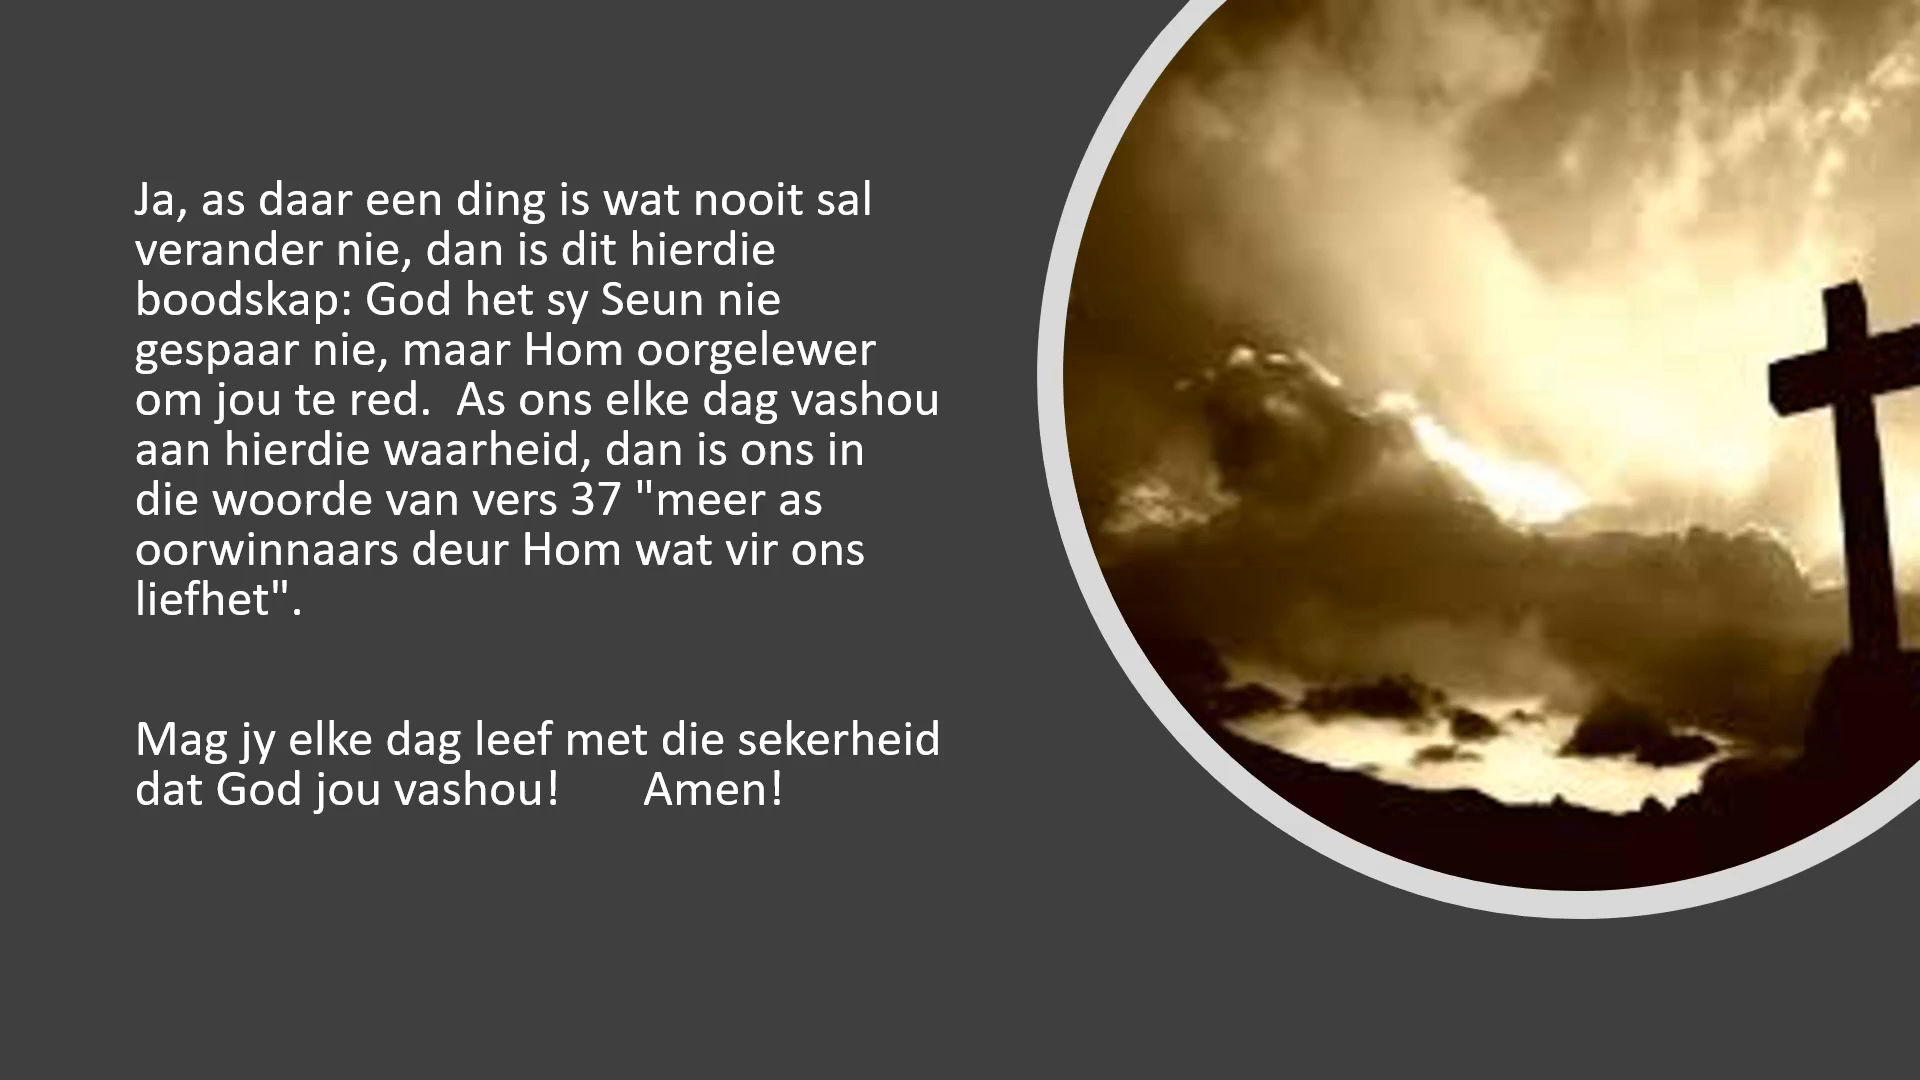 Ja, as daar een ding is wat nooit sal
verander nie, dan is dit hierdie
boodskap: God het sy Seun nie
gespaar nie, maar Hom oorgelewer
om jou te red.  As ons elke dag vashou
aan hierdie waarheid, dan is ons in
die woorde van vers 37 "meer as
oorwinnaars deur Hom wat vir ons
liefhet".
Mag jy elke dag leef met die sekerheid
dat God jou vashou!      Amen!